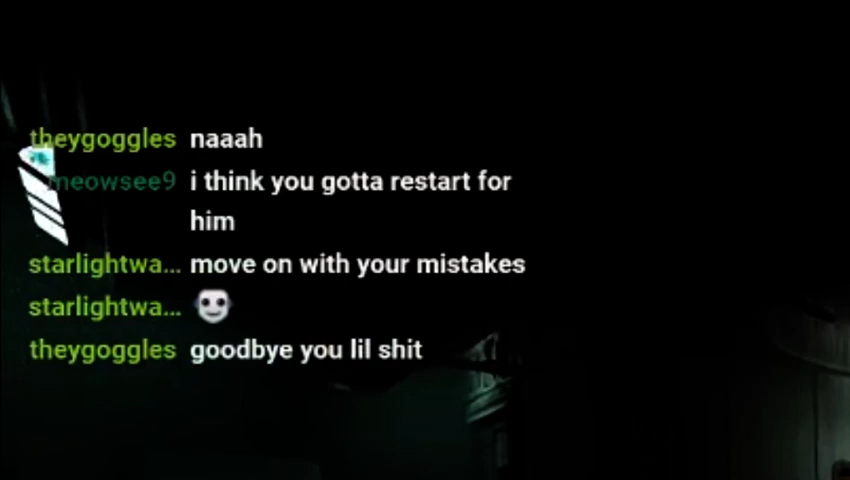 theygoggles naaah
meowsee9 i think you gotta restart for
him
starlightwa... move on with your mistakes
starlightwa...
theygoggles goodbye you lil shit